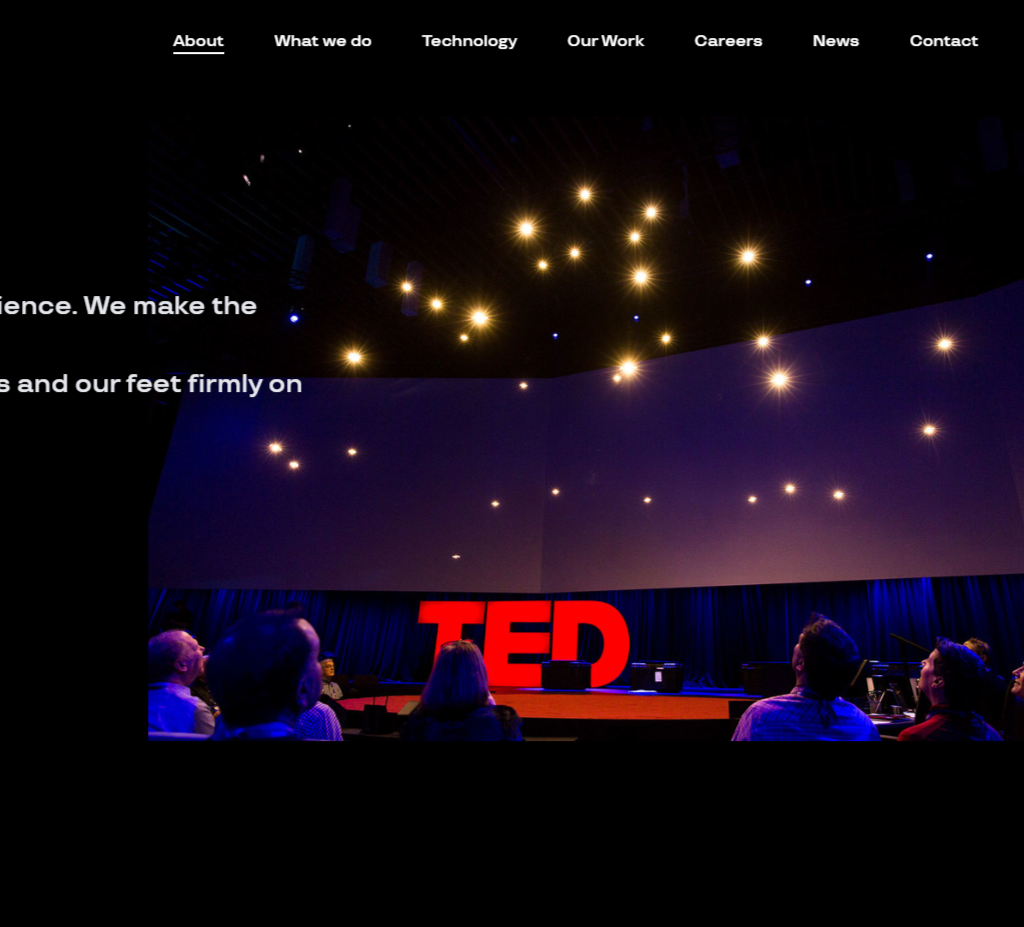 About What we do Technology Our Work Careers News Contact
ience. We make the
s and our feet firmly on
TED